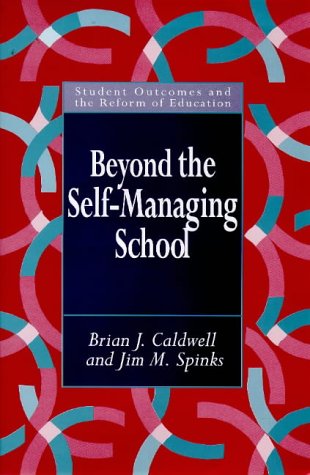 Student Outcomes and
the Reform of Education
Beyond the
Self-Managing
School
Brian J. Caldwell
and Jim M. Spinks